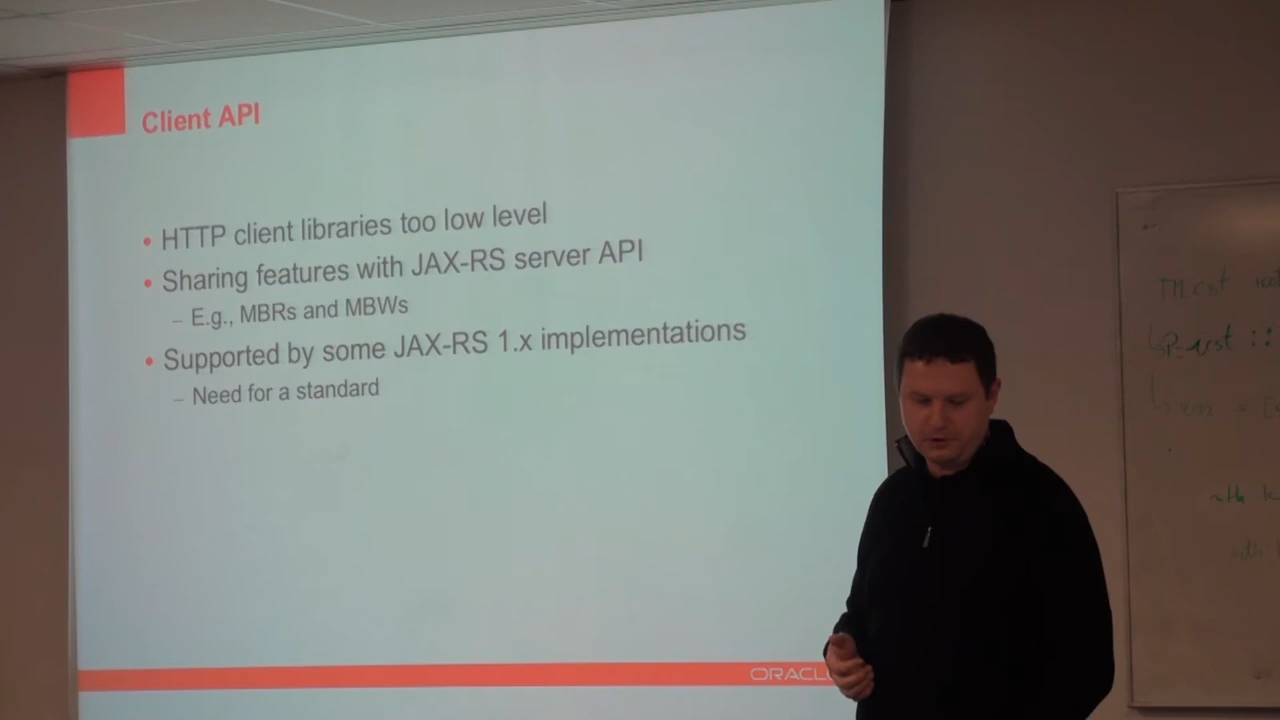 Client API
• HTTP client libraries too low level
• Sharing features with JAX-RS server API
– E.g., MBRs and MBWs
• Supported by some JAX-RS 1.x implementations
– Need for a standard
ORACL